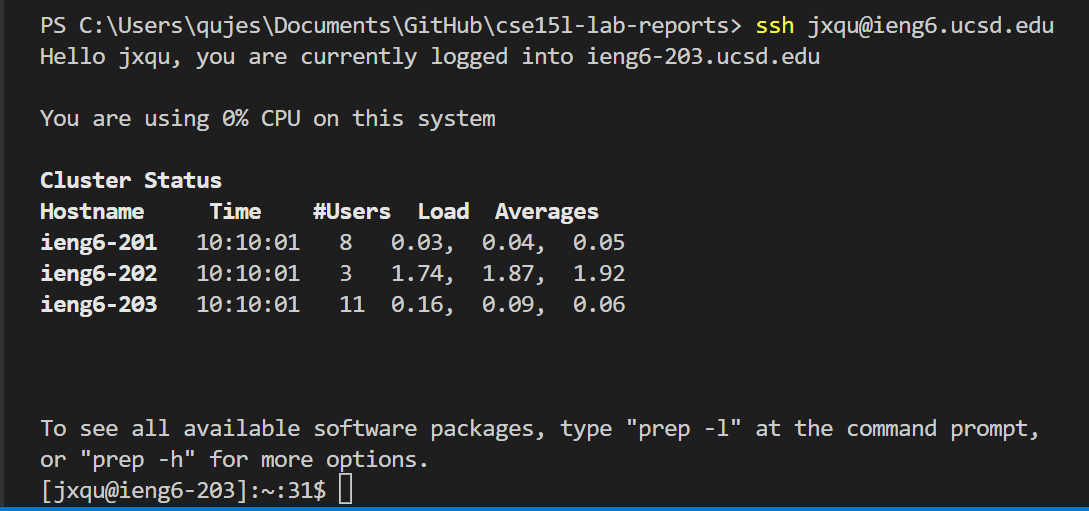 PS C:\Users\qujes\Documents\GitHub\cse15l-lab-reports> ssh jxqu@ieng6.ucsd.edu
Hello jxqu, you are currently logged into ieng6-203.ucsd.edu
You are using 0% CPU on this system
Cluster Status
Hostname     Time    #Users  Load  Averages
ieng6-201   10:10:01   8   0.03,  0.04,  0.05
ieng6-202   10:10:01   3   1.74,  1.87,  1.92
ieng6-203   10:10:01   11  0.16,  0.09,  0.06
To see all available software packages, type "prep -l" at the command prompt,
or "prep -h" for more options.
[jxqu@ieng6-203]:~:31$